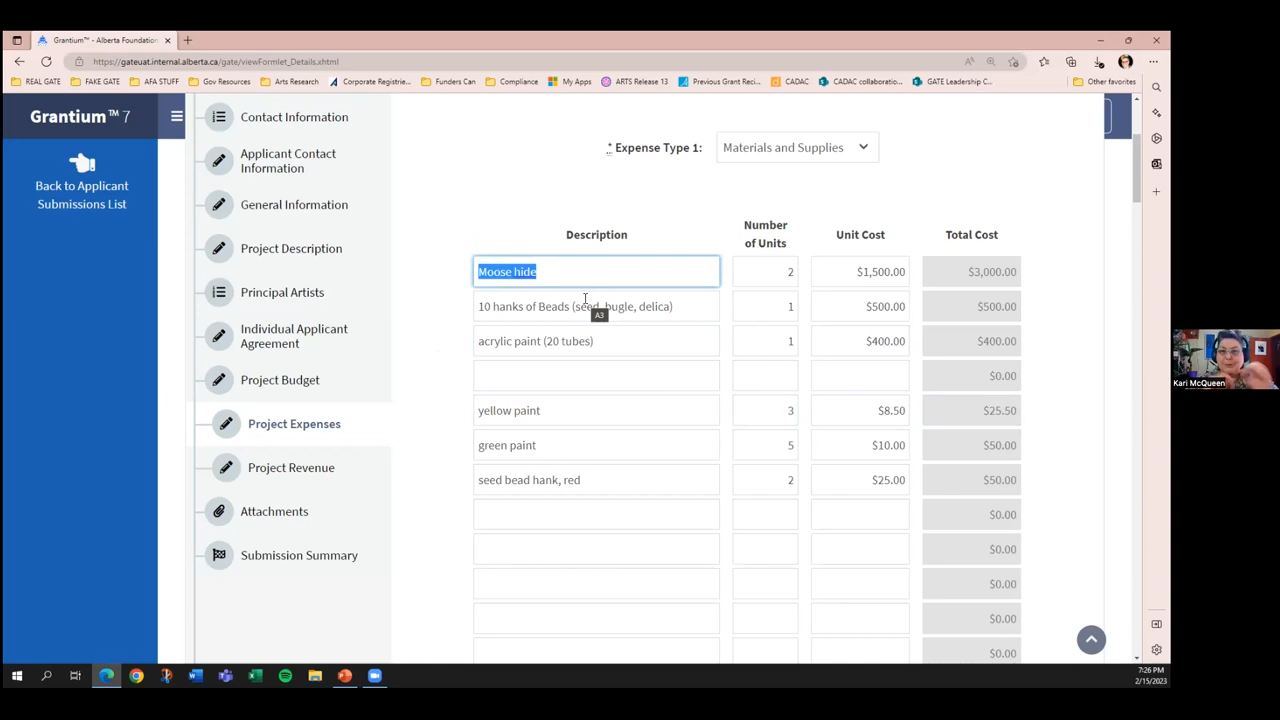 Grantium™ - Alberta Foundation
https://gateuat.internal.alberta.ca/gate/viewFormlet_Details.xhtml
REAL GATE
FAKE GATE
AFA STUFF
Gov Resources
Arts Research
Corporate Registrie...
Funders Can
Compliance
My Apps
ARTS Release 13
Previous Grant Reci...
CADAC
CADAC collaboratio...
GATE Leadership C...
Other favorites
Grantium™ 7
Back to Applicant
Submissions List
Contact Information
Applicant Contact
Information
General Information
Project Description
Principal Artists
Individual Applicant
Agreement
Project Budget
Project Expenses
Project Revenue
Attachments
Submission Summary
* Expense Type 1: Materials and Supplies
Description Number of Units Unit Cost Total Cost
Moose hide 2 $1,500.00 $3,000.00
10 hanks of Beads (seed, bugle, delica) 1 $500.00 $500.00
A3
acrylic paint (20 tubes) 1 $400.00 $400.00
$0.00
yellow paint 3 $8.50 $25.50
green paint 5 $10.00 $50.00
seed bead hank, red 2 $25.00 $50.00
$0.00
$0.00
$0.00
$0.00
$0.00
Kari McQueen
7:26 PM
2/15/2023